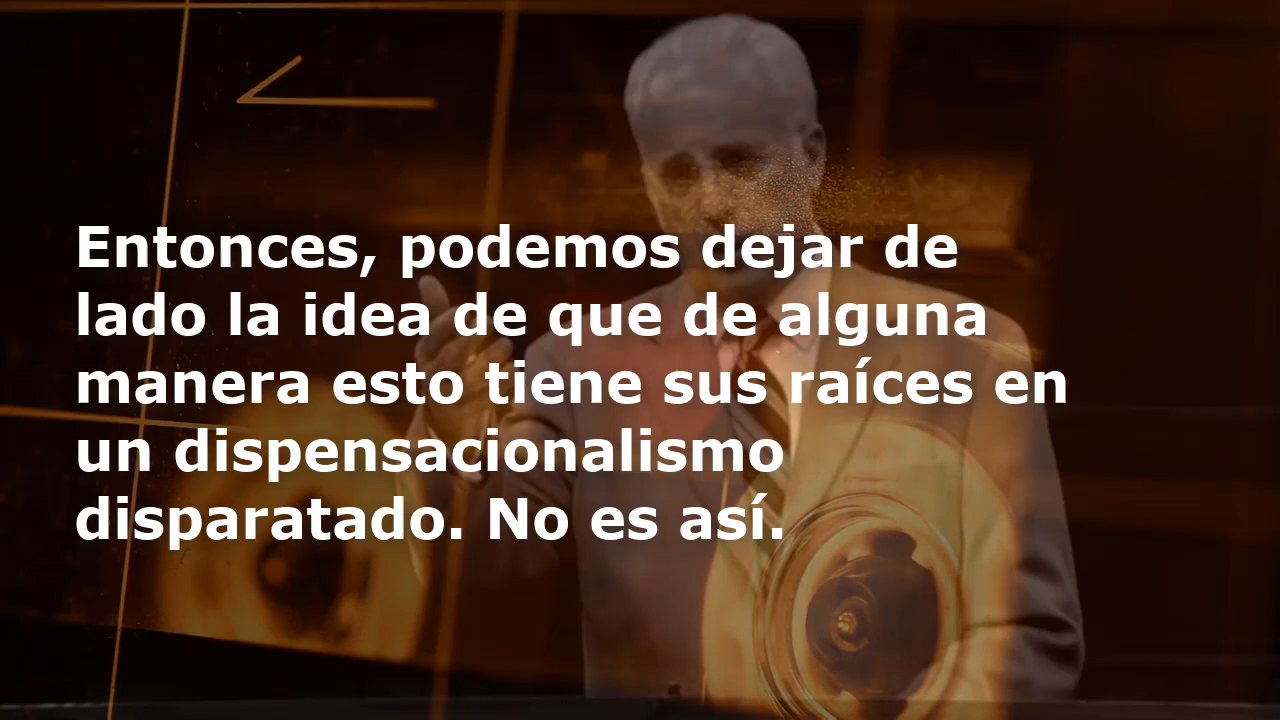 Entonces, podemos dejar de
lado la idea de que de alguna
manera esto tiene sus raíces en
un dispensacionalismo
disparatado. No es así.